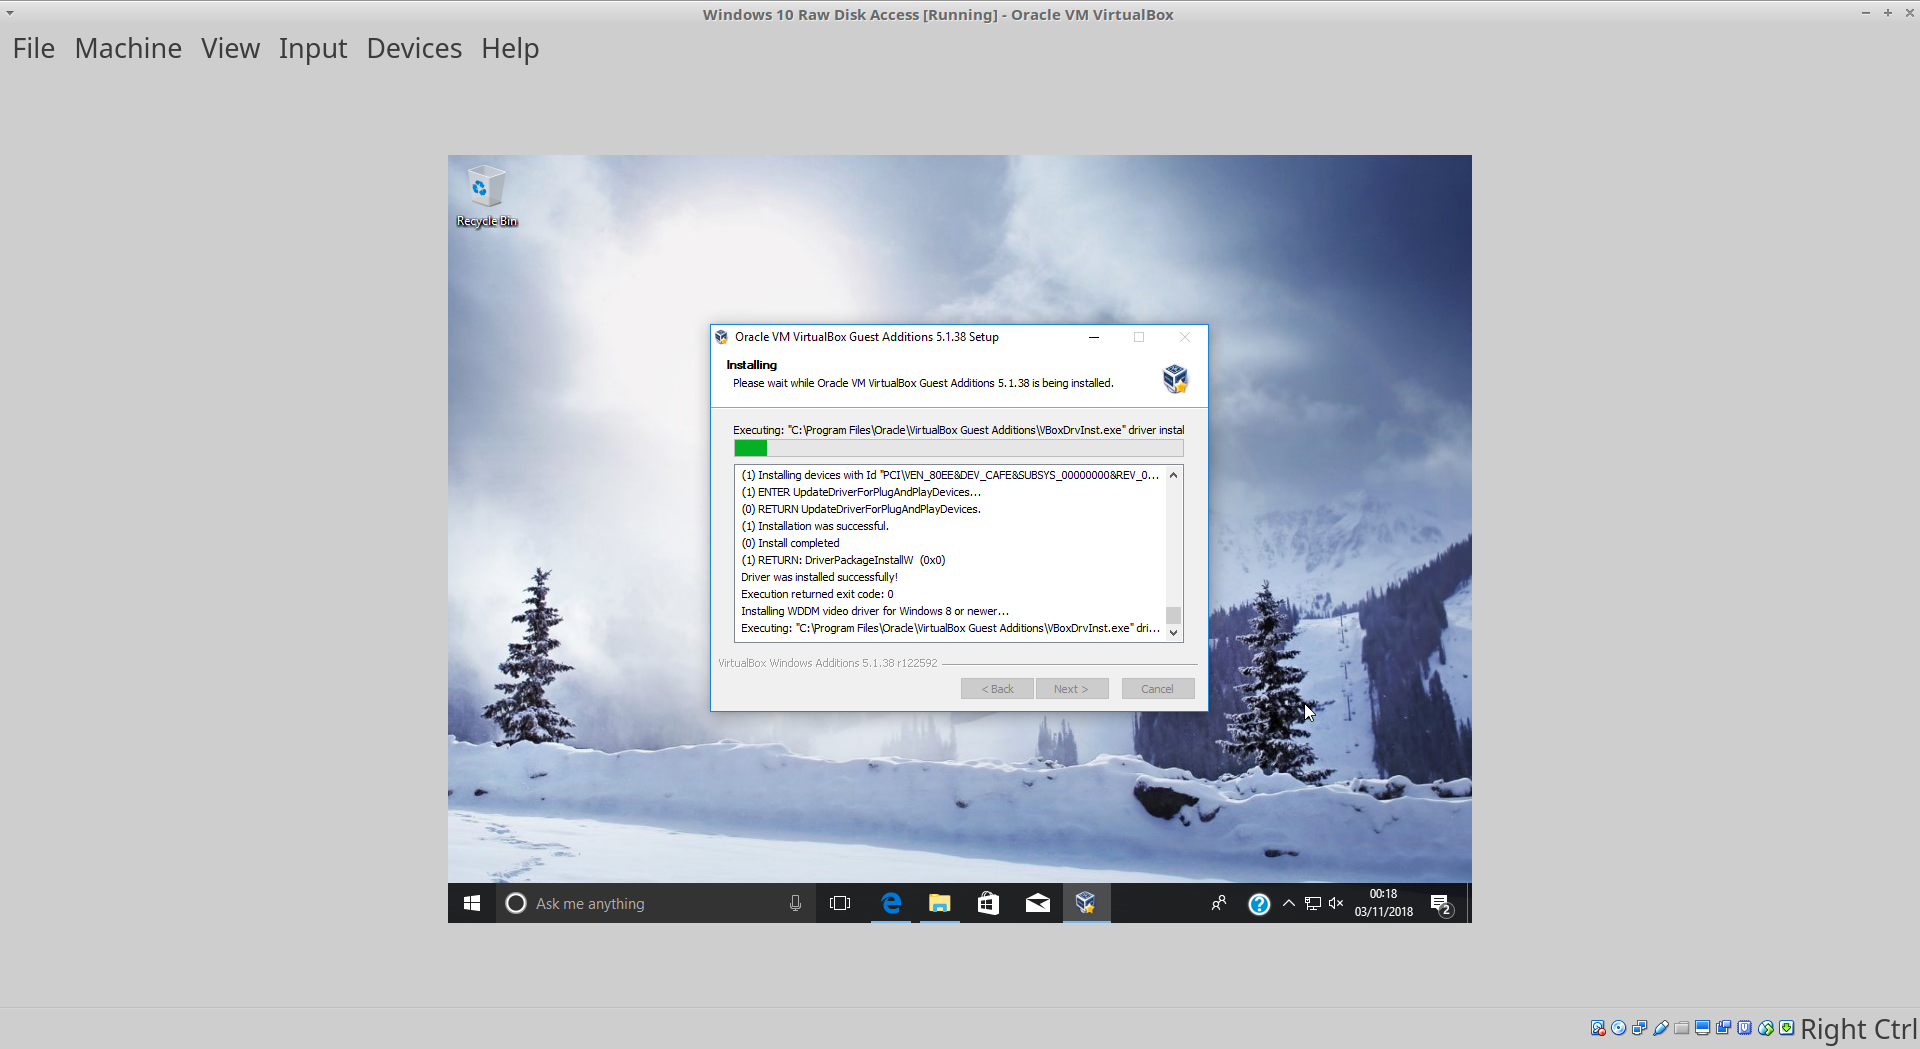 Windows 10 Raw Disk Access [Running] - Oracle VM VirtualBox
File Machine View Input Devices Help
Recycle Bin
Oracle VM VirtualBox Guest Additions 5.1.38 Setup
Installing
Please wait while Oracle VM VirtualBox Guest Additions 5.1.38 is being installed.
Executing: "C:\Program Files\Oracle\VirtualBox Guest Additions\VBoxDrvInst.exe" driver instal
(1) Installing devices with Id "PCI\VEN_80EE&DEV_CAFE&SUBSYS_00000000&REV_0...
(1) ENTER UpdateDriverForPlugAndPlayDevices...
(0) RETURN UpdateDriverForPlugAndPlayDevices.
(1) Installation was successful.
(0) Install completed
(1) RETURN: DriverPackageInstallW (0x0)
Driver was installed successfully!
Execution returned exit code: 0
Installing WDDM video driver for Windows 8 or newer...
Executing: "C:\Program Files\Oracle\VirtualBox Guest Additions\VBoxDrvInst.exe" dri...
VirtualBox Windows Additions 5.1.38 r122592
< Back Next > Cancel
Ask me anything
00:18
03/11/2018
2
Right Ctrl